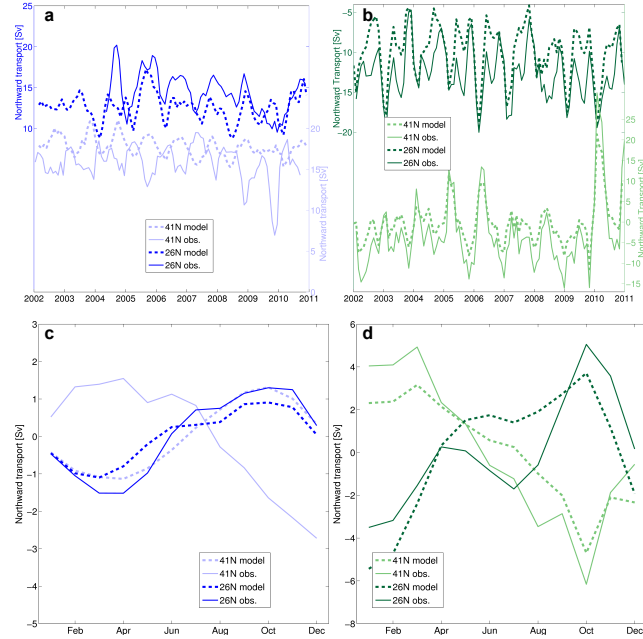 a
25
20
15
10
Northward transport [Sv]
20
15
10
5
0
Northward transport [Sv]
41N model
41N obs.
26N model
26N obs.
2002 2003 2004 2005 2006 2007 2008 2009 2010 2011
b
−5
−10
−15
−20
Northward Transport [Sv]
41N model
41N obs.
26N model
26N obs.
25
20
15
10
5
0
−5
−10
−15
Northward transport [Sv]
2002 2003 2004 2005 2006 2007 2008 2009 2010 2011
c
3
2
1
0
−1
−2
−3
−4
−5
Northward transport [Sv]
41N model
41N obs.
26N model
26N obs.
Feb Apr Jun Aug Oct Dec
d
6
4
2
0
−2
−4
−6
−8
Northward transport [Sv]
41N model
41N obs.
26N model
26N obs.
Feb Apr Jun Aug Oct Dec